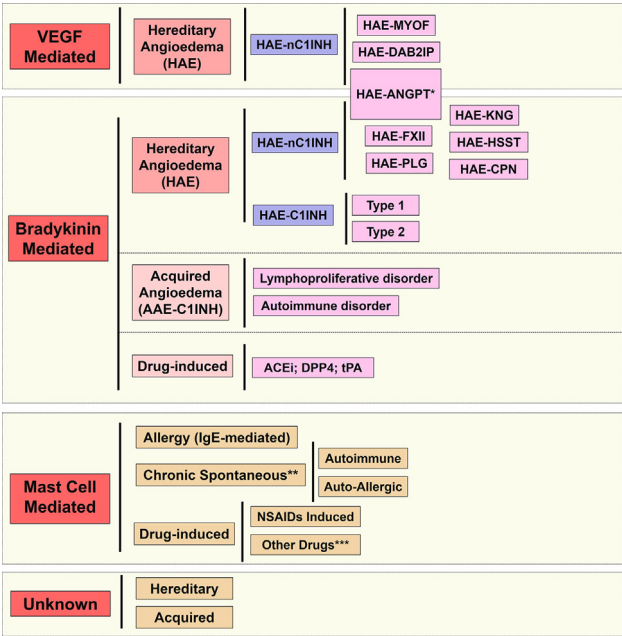 VEGF
Mediated
Hereditary
Angioedema
(HAE)
HAE-nC1INH
HAE-MYOF
HAE-DAB2IP
HAE-ANGPT*
Bradykinin
Mediated
Hereditary
Angioedema
(HAE)
HAE-nC1INH
HAE-FXII
HAE-PLG
HAE-KNG
HAE-HSST
HAE-CPN
HAE-C1INH
Type 1
Type 2
Acquired
Angioedema
(AAE-C1INH)
Lymphoproliferative disorder
Autoimmune disorder
Drug-induced
ACEi; DPP4; tPA
Mast Cell
Mediated
Allergy (IgE-mediated)
Chronic Spontaneous**
Autoimmune
Auto-Allergic
Drug-induced
NSAIDs Induced
Other Drugs***
Unknown
Hereditary
Acquired